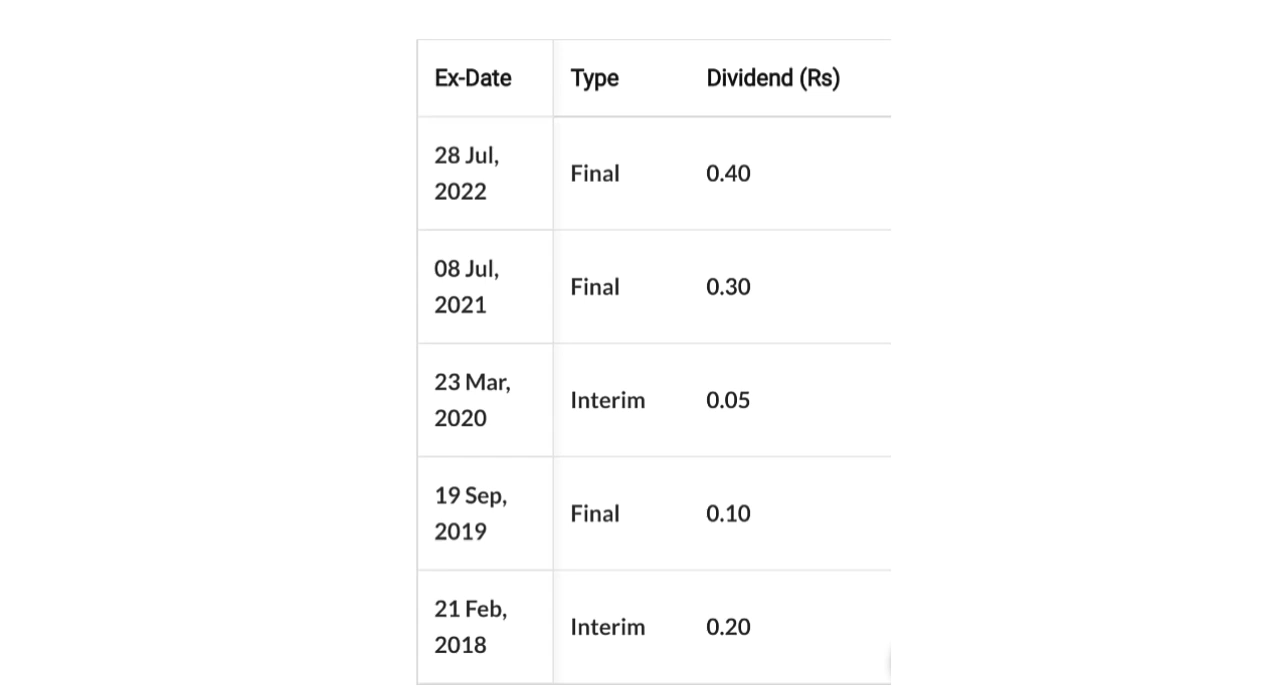 Ex-Date Type Dividend (Rs)
28 Jul,
2022 Final 0.40
08 Jul,
2021 Final 0.30
23 Mar,
2020 Interim 0.05
19 Sep,
2019 Final 0.10
21 Feb,
2018 Interim 0.20